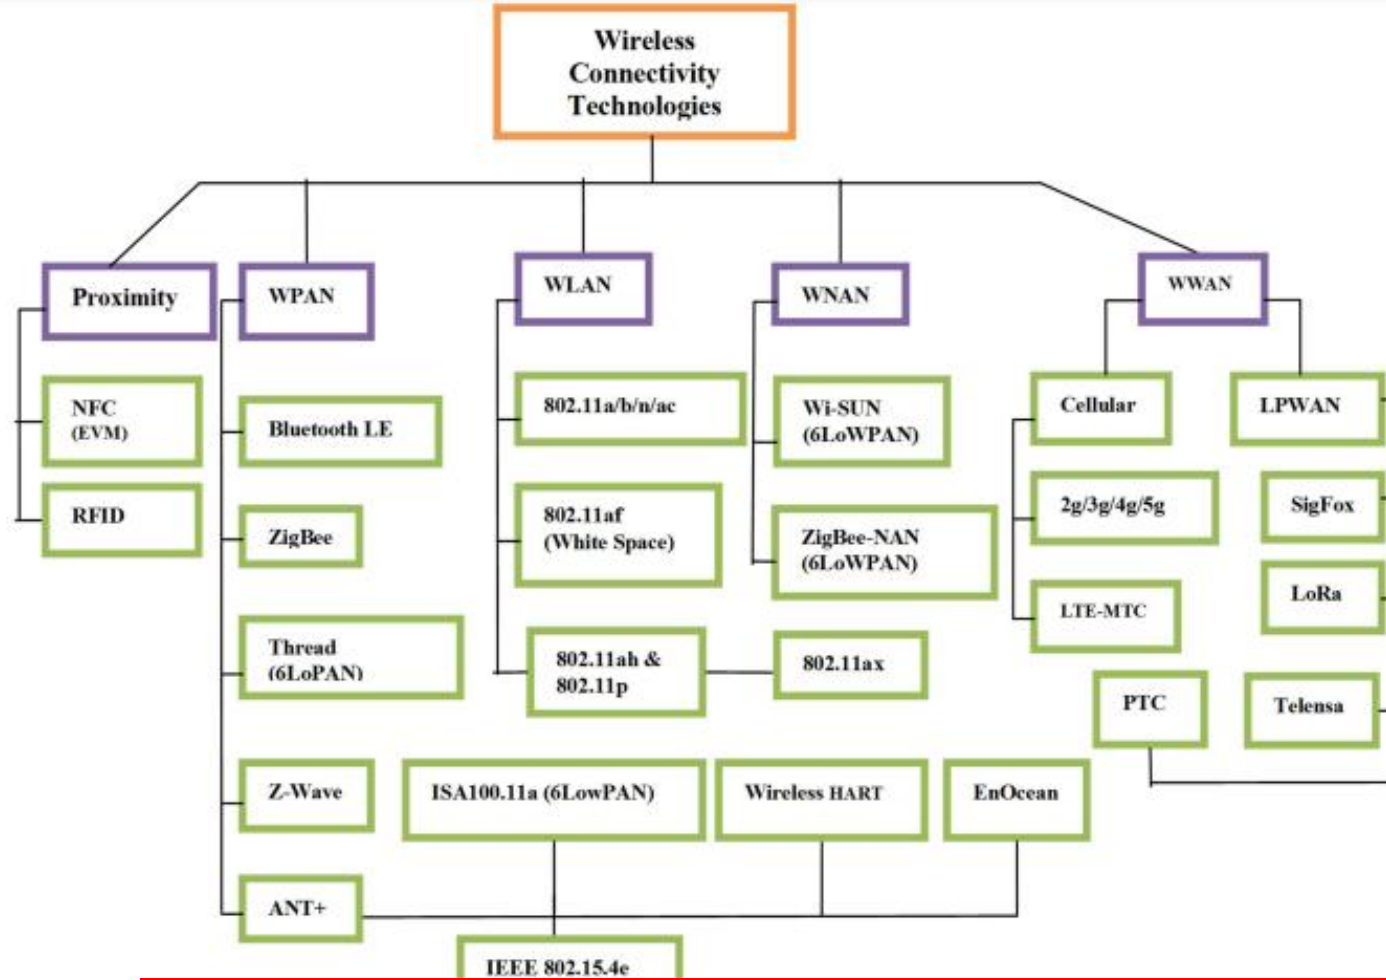 Wireless
Connectivity
Technologies
Proximity
WPAN
WLAN
WNAN
WWAN
NFC
(EVM)
RFID
Bluetooth LE
ZigBee
Thread
(6LoPAN)
Z-Wave
ANT+
802.11a/b/n/ac
802.11af
(White Space)
802.11ah &
802.11p
802.11ax
Wi-SUN
(6LoWPAN)
ZigBee-NAN
(6LoWPAN)
Cellular
2g/3g/4g/5g
LTE-MTC
LPWAN
SigFox
LoRa
PTC
Telensa
ISA100.11a (6LowPAN)
Wireless HART
EnOcean
IEEE 802.15.4e